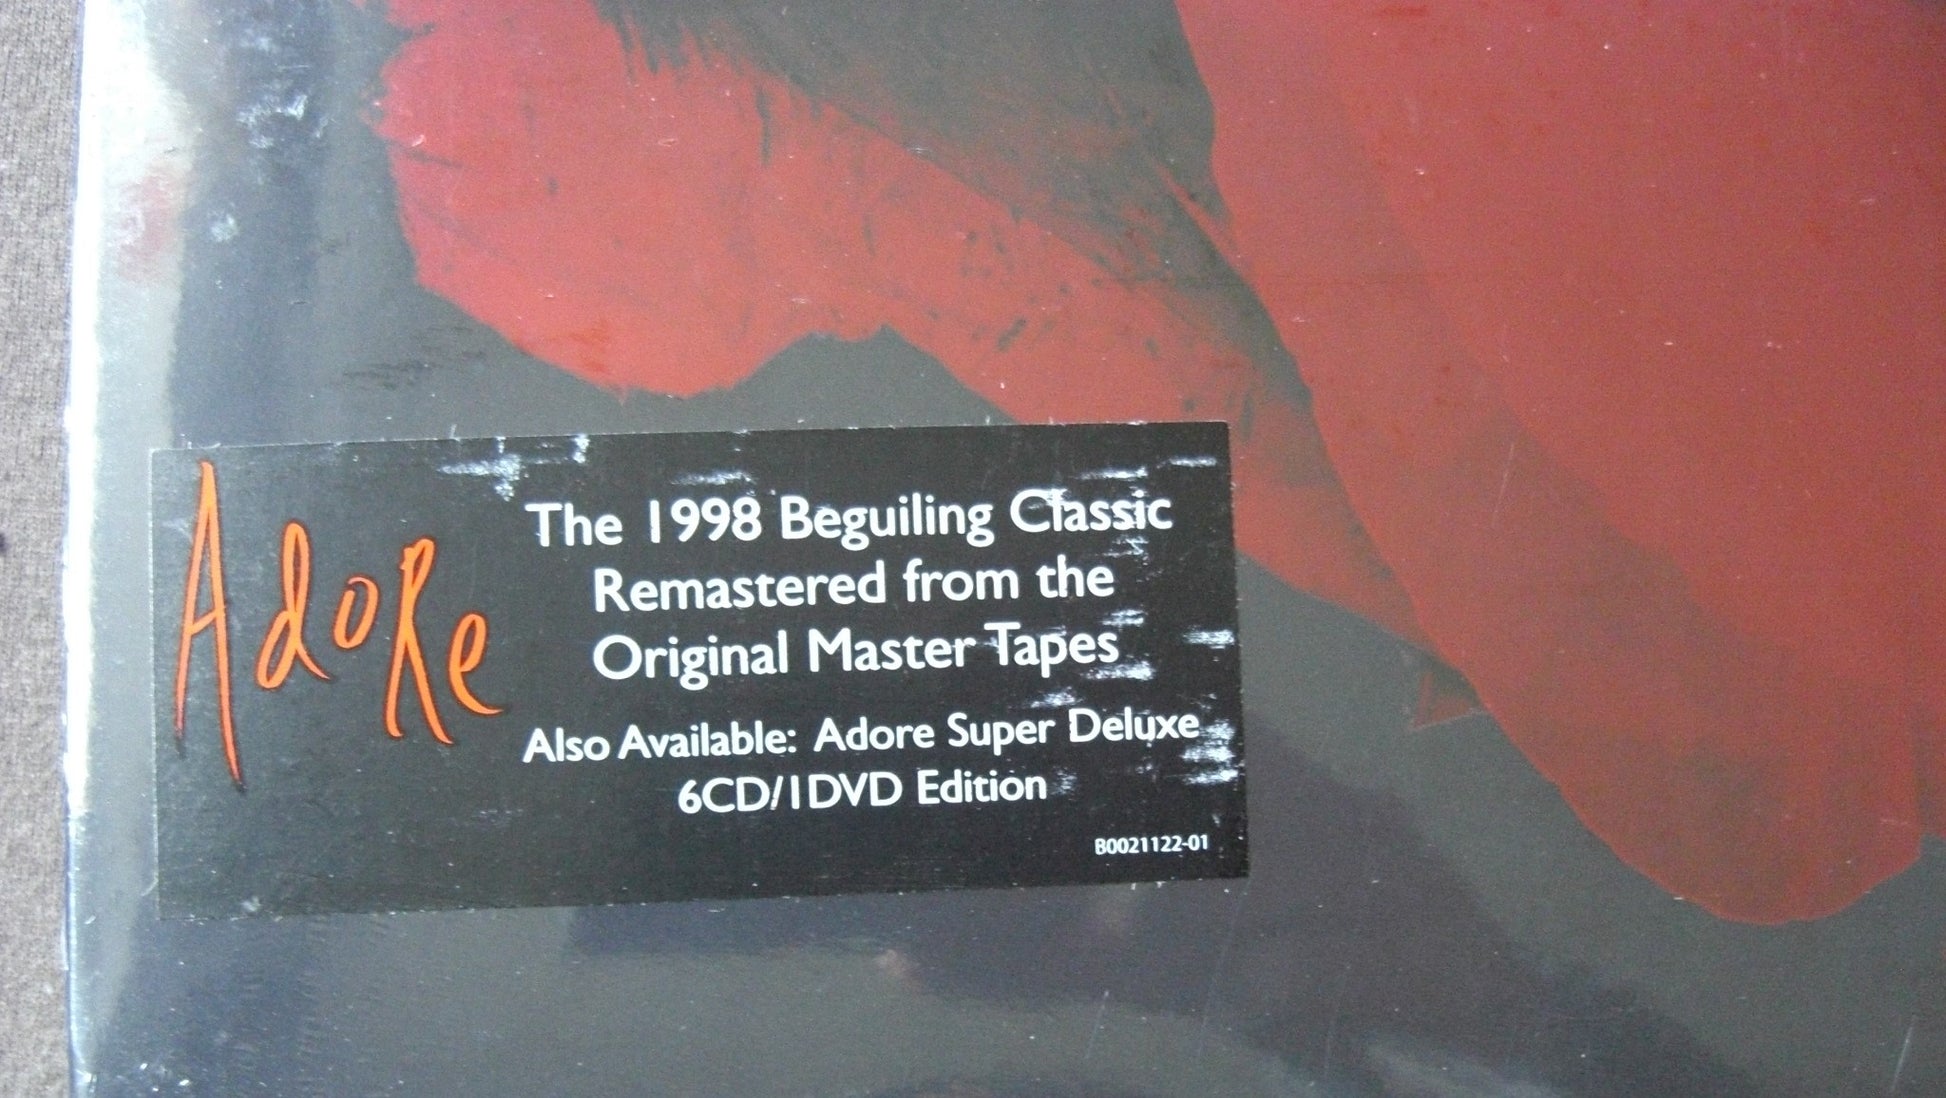 Adore
The 1998 Beguiling Classic
Remastered from the
Original Master Tapes
Also Available: Adore Super Deluxe
6CD/1DVD Edition
B0021122-01